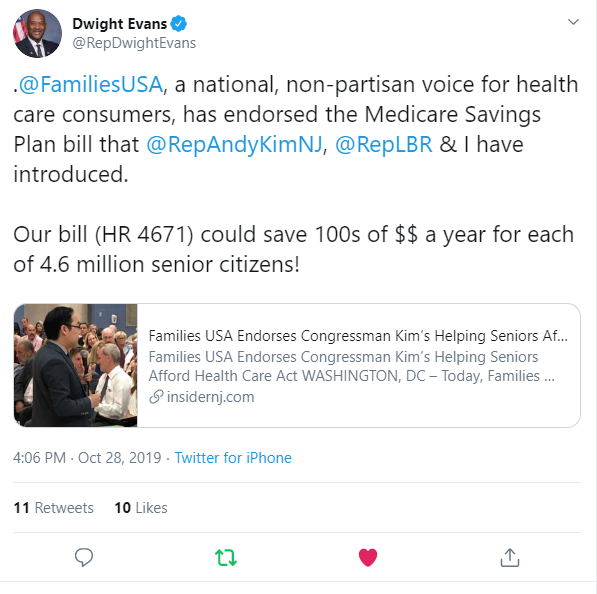 Dwight Evans
@RepDwightEvans
.@FamiliesUSA, a national, non-partisan voice for health
care consumers, has endorsed the Medicare Savings
Plan bill that @RepAndyKimNJ, @RepLBR & I have
introduced.
Our bill (HR 4671) could save 100s of $$ a year for each
of 4.6 million senior citizens!
Families USA Endorses Congressman Kim's Helping Seniors Af...
Families USA Endorses Congressman Kim's Helping Seniors
Afford Health Care Act WASHINGTON, DC – Today, Families ...
insidernj.com
4:06 PM · Oct 28, 2019 · Twitter for iPhone
11 Retweets 10 Likes